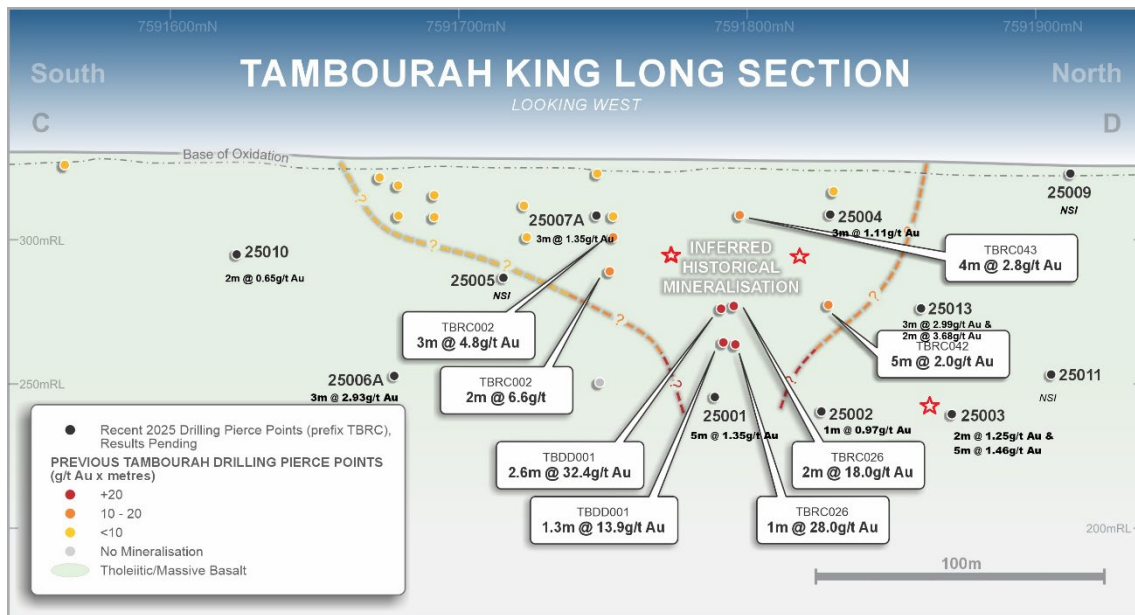 7591600mN
7591700mN
7591800mN
7591900mN
South
TAMBOURAH KING LONG SECTION
North
LOOKING WEST
C
D
Base of Oxidation
25009
NSI
25007A
3m @ 1.35g/t Au
25004
3m @ 1.11g/t Au
300mRL
25010
2m @ 0.65g/t Au
INFERRED
HISTORICAL
MINERALISATION
TBRC043
4m @ 2.8g/t Au
25005
NSI
?
?
?
?
?
?
TBRC002
3m @ 4.8g/t Au
25013
3m @ 2.99g/t Au &
2m @ 3.68g/t Au
TBRC042
5m @ 2.0g/t Au
TBRC002
2m @ 6.6g/t
250mRL
25006A
3m @ 2.93g/t Au
25011
NSI
25001
5m @ 1.35g/t Au
25002
1m @ 0.97g/t Au
25003
2m @ 1.25g/t Au &
5m @ 1.46g/t Au
TBDD001
2.6m @ 32.4g/t Au
TBRC026
2m @ 18.0g/t Au
TBDD001
1.3m @ 13.9g/t Au
TBRC026
1m @ 28.0g/t Au
200mRL
100m
Recent 2025 Drilling Pierce Points (prefix TBRC),
Results Pending
PREVIOUS TAMBOURAH DRILLING PIERCE POINTS
(g/t Au x metres)
+20
10 - 20
<10
No Mineralisation
Tholeiitic/Massive Basalt